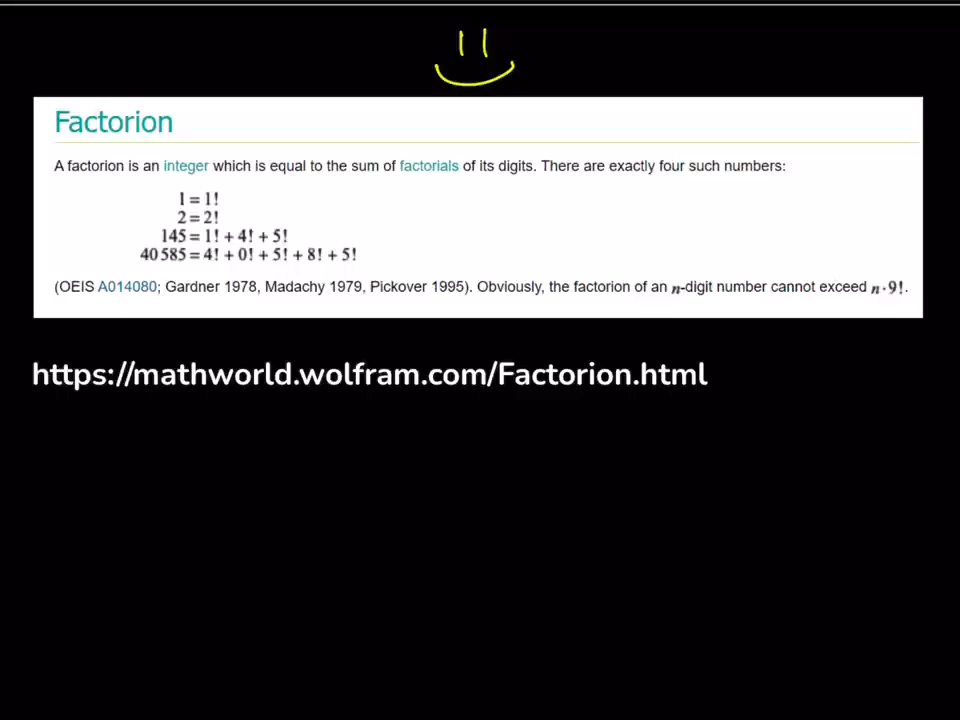 Factorion
A factorion is an integer which is equal to the sum of factorials of its digits. There are exactly four such numbers:
1 = 1!
2 = 2!
145 = 1! + 4! + 5!
40 585 = 4! + 0! + 5! + 8! + 5!
(OEIS A014080; Gardner 1978, Madachy 1979, Pickover 1995). Obviously, the factorion of an n-digit number cannot exceed n·9!.
https://mathworld.wolfram.com/Factorion.html